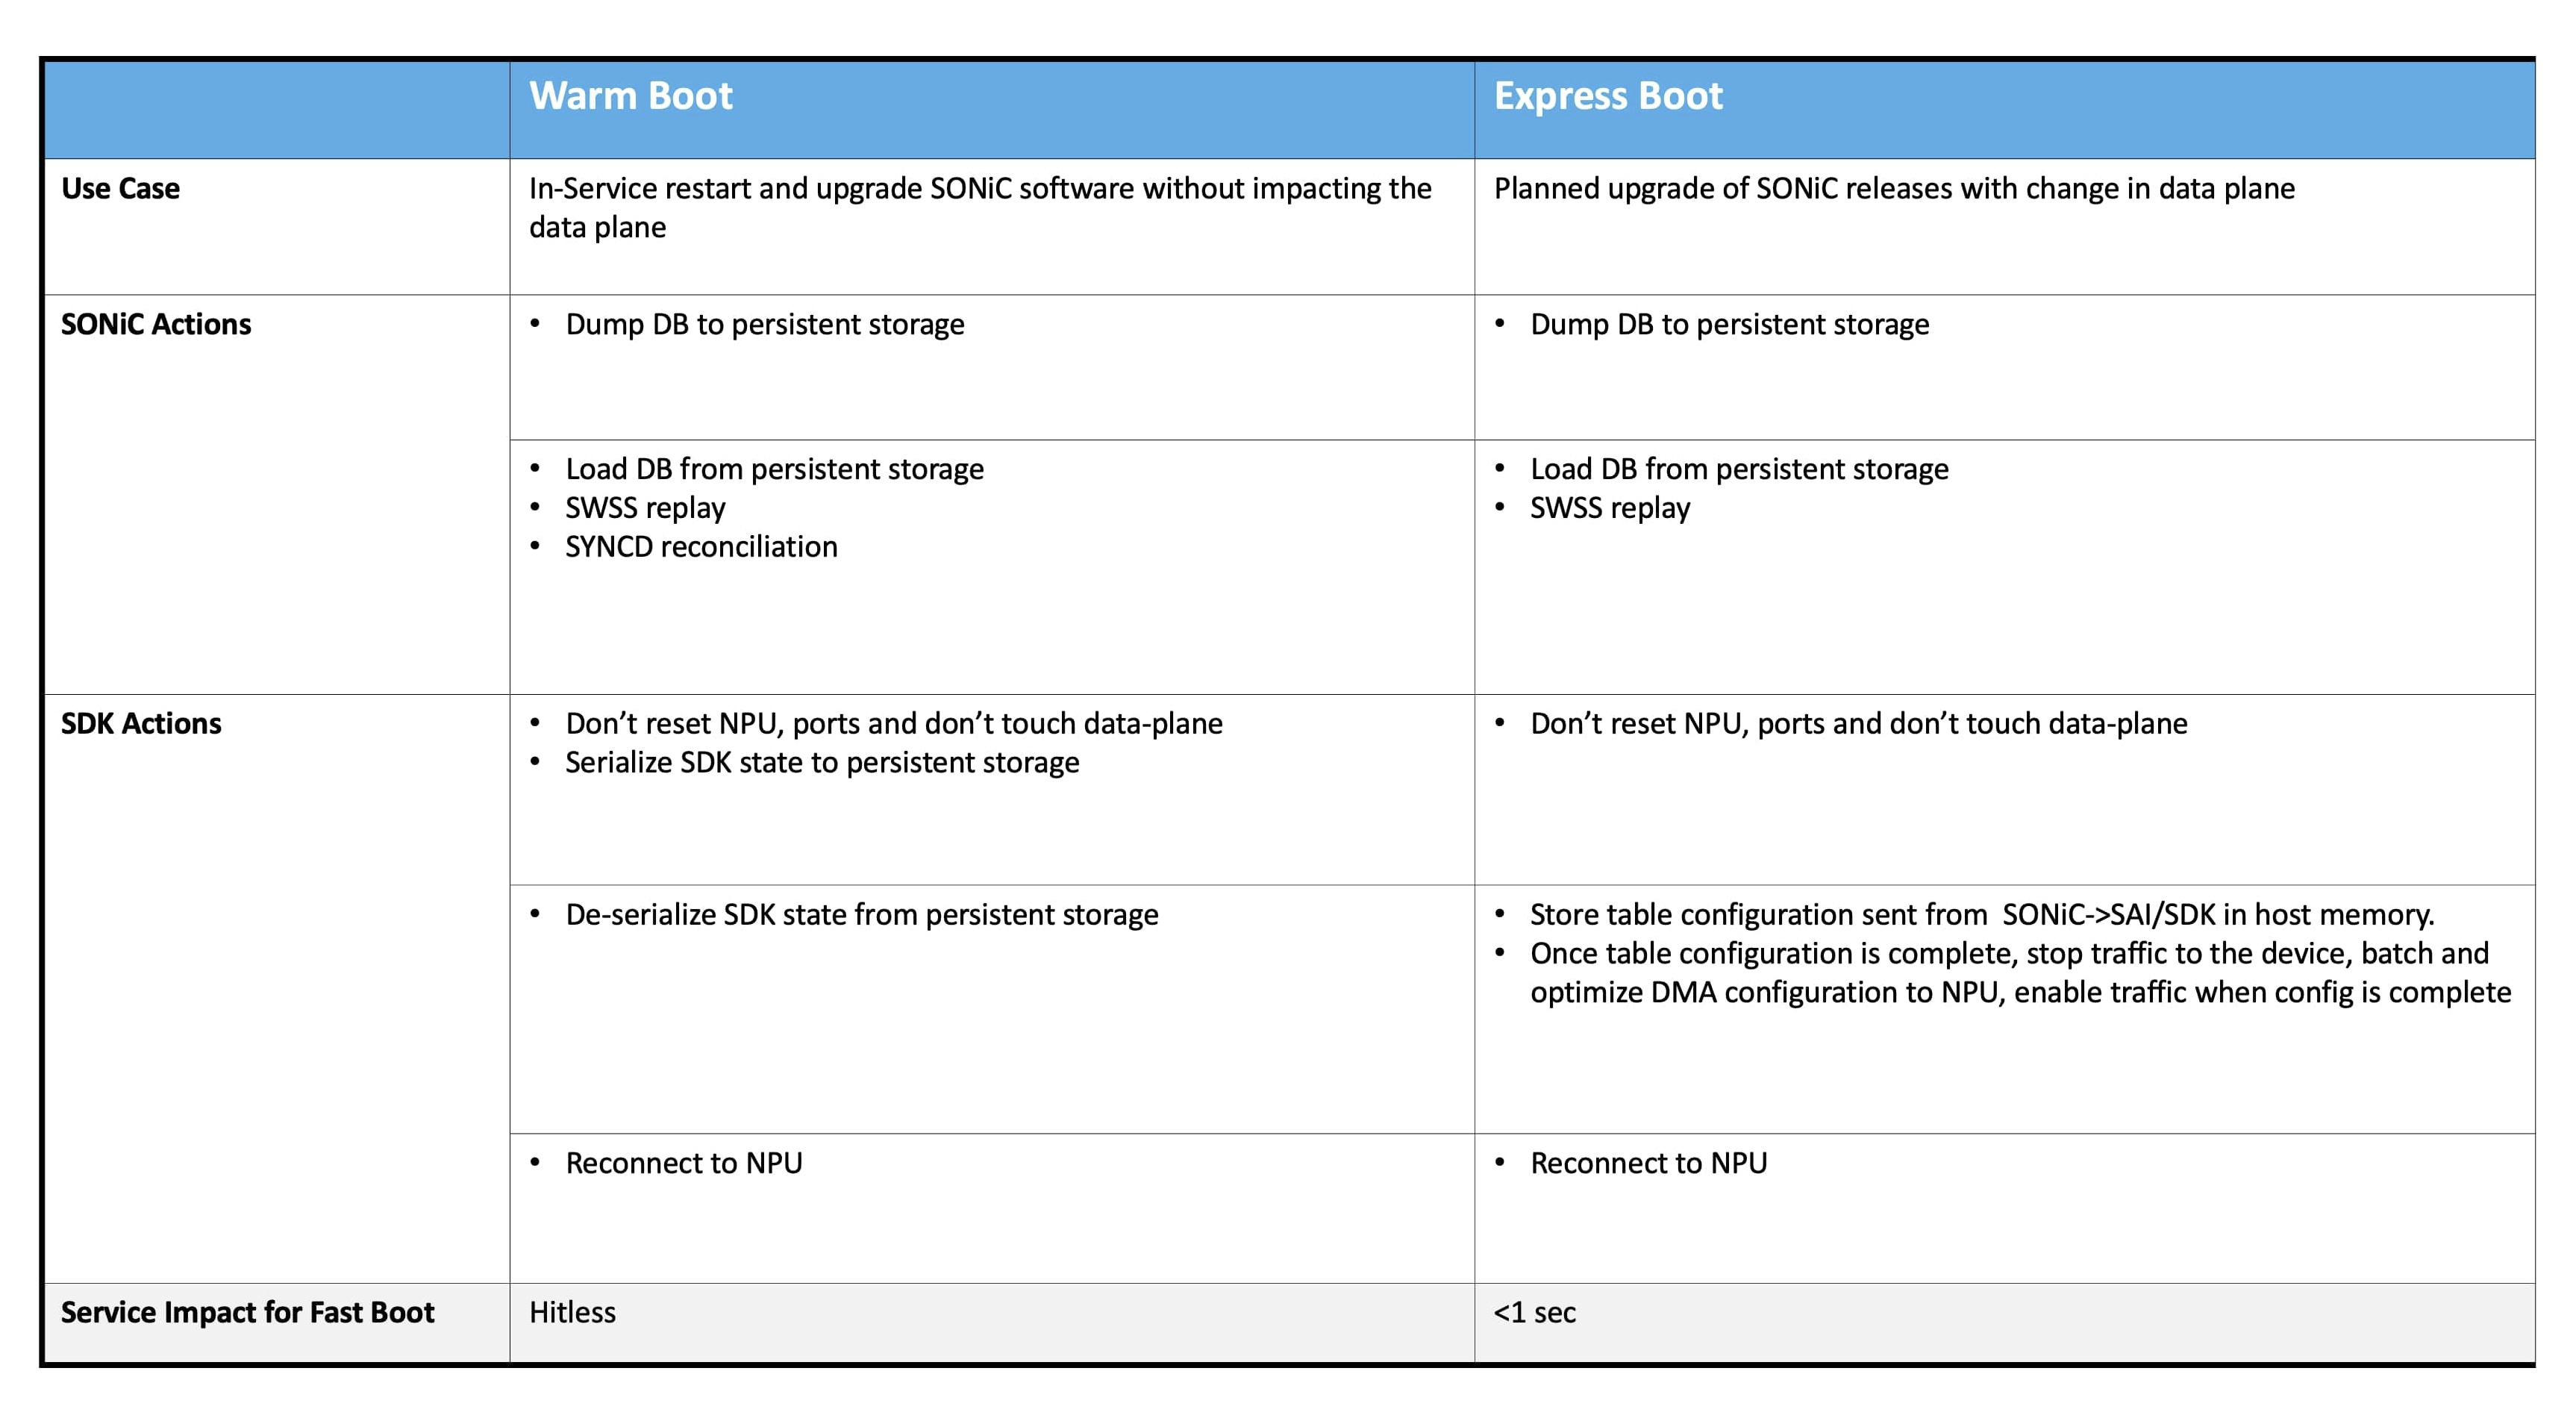 Warm Boot
Express Boot
Use Case
In-Service restart and upgrade SONiC software without impacting the
data plane
Planned upgrade of SONiC releases with change in data plane
SONiC Actions
• Dump DB to persistent storage
• Dump DB to persistent storage
• Load DB from persistent storage
• SWSS replay
• SYNCD reconciliation
• Load DB from persistent storage
• SWSS replay
SDK Actions
• Don’t reset NPU, ports and don’t touch data-plane
• Serialize SDK state to persistent storage
• Don’t reset NPU, ports and don’t touch data-plane
• De-serialize SDK state from persistent storage
• Store table configuration sent from  SONiC->SAI/SDK in host memory.
• Once table configuration is complete, stop traffic to the device, batch and
optimize DMA configuration to NPU, enable traffic when config is complete
• Reconnect to NPU
• Reconnect to NPU
Service Impact for Fast Boot
Hitless
<1 sec